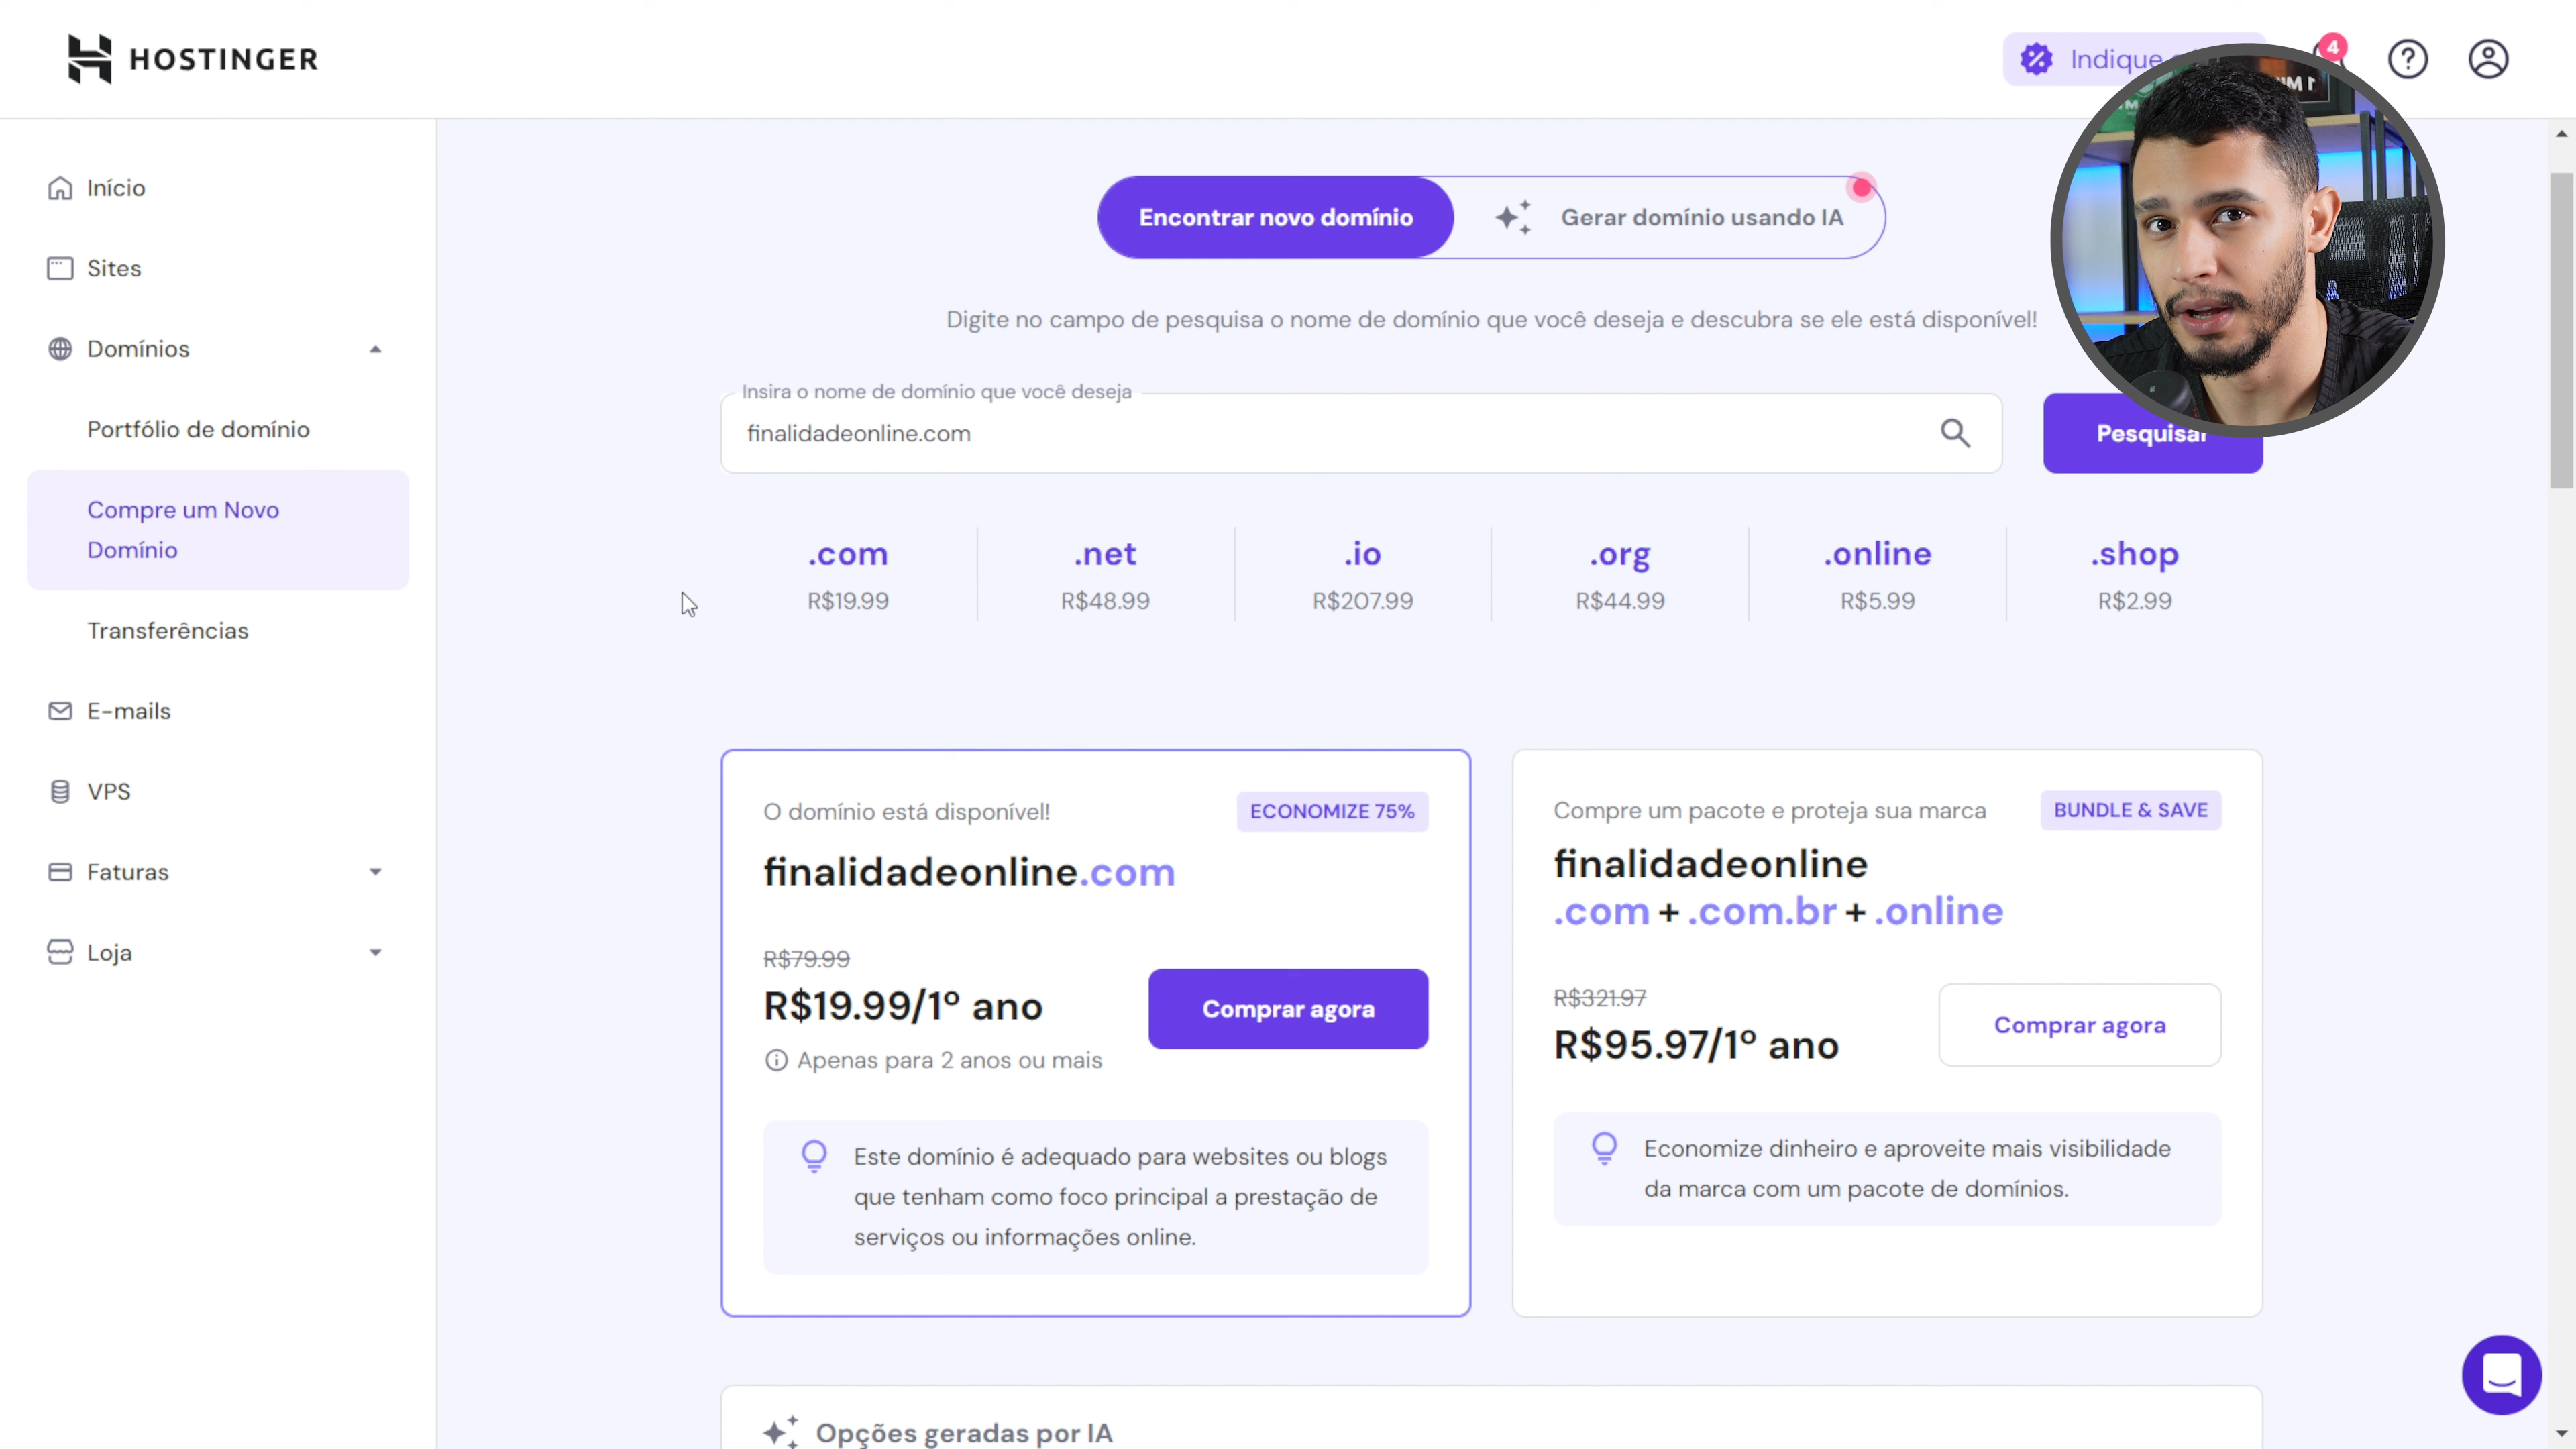 HOSTINGER
Indique
4
Início
Sites
Domínios
Portfólio de domínio
Compre um Novo
Domínio
Transferências
E-mails
VPS
Faturas
Loja
Encontrar novo domínio
Gerar domínio usando IA
Digite no campo de pesquisa o nome de domínio que você deseja e descubra se ele está disponível!
Insira o nome de domínio que você deseja
finalidadeonline.com
Pesquisar
.com
R$19.99
.net
R$48.99
.io
R$207.99
.org
R$44.99
.online
R$5.99
.shop
R$2.99
O domínio está disponível!
ECONOMIZE 75%
finalidadeonline.com
R$79.99
R$19.99/1º ano
Comprar agora
Apenas para 2 anos ou mais
Este domínio é adequado para websites ou blogs
que tenham como foco principal a prestação de
serviços ou informações online.
Compre um pacote e proteja sua marca
BUNDLE & SAVE
finalidadeonline
.com + .com.br + .online
R$321.97
R$95.97/1º ano
Comprar agora
Economize dinheiro e aproveite mais visibilidade
da marca com um pacote de domínios.
Opções geradas por IA